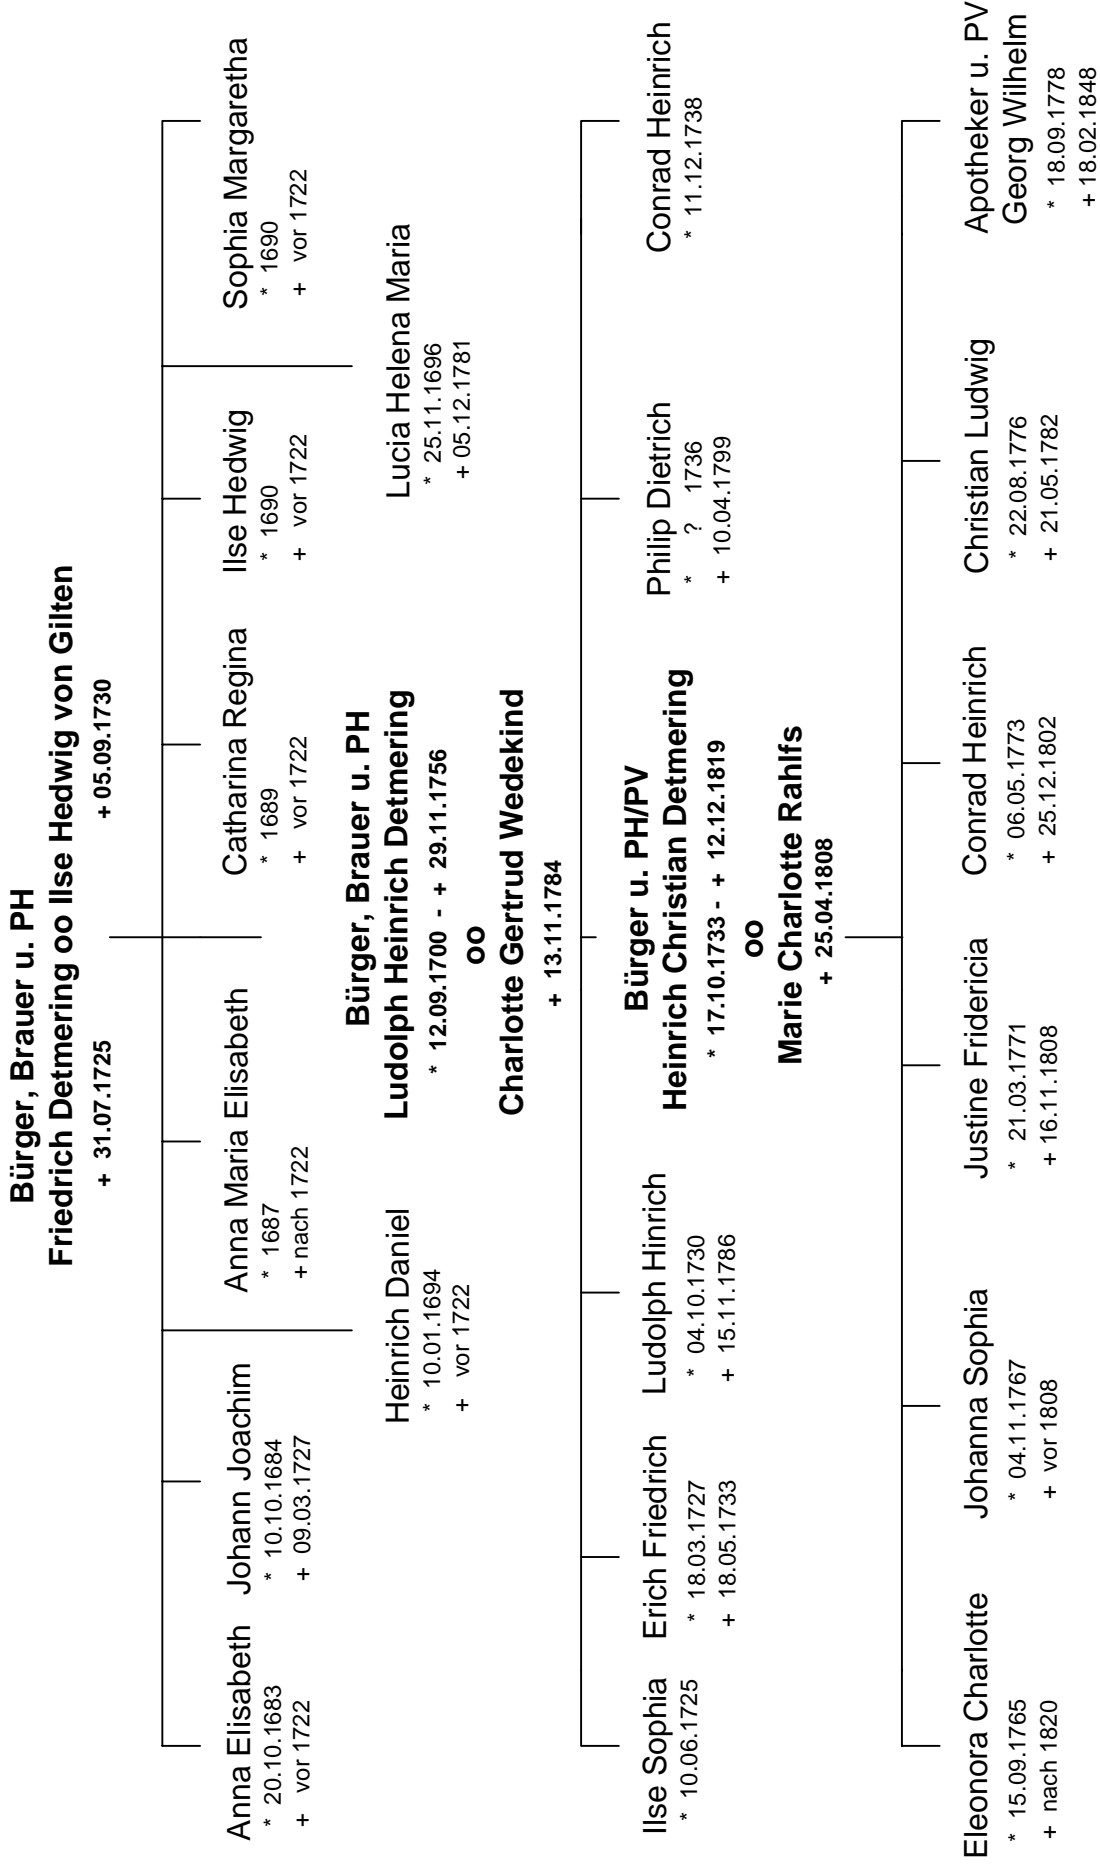 Bürger, Brauer u. PH
Friedrich Detmering oo Ilse Hedwig von Gilten
+ 31.07.1725 + 05.09.1730
Anna Elisabeth
* 20.10.1683
+ vor 1722
Johann Joachim
* 10.10.1684
+ 09.03.1727
Anna Maria Elisabeth
* 1687
+ nach 1722
Catharina Regina
* 1689
+ vor 1722
Ilse Hedwig
* 1690
+ vor 1722
Sophia Margaretha
* 1690
+ vor 1722
Heinrich Daniel
* 10.01.1694
+ vor 1722
Bürger, Brauer u. PH
Ludolph Heinrich Detmering
* 12.09.1700 - + 29.11.1756
oo
Charlotte Gertrud Wedekind
+ 13.11.1784
Lucia Helena Maria
* 25.11.1696
+ 05.12.1781
Ilse Sophia
* 10.06.1725
Erich Friedrich
* 18.03.1727
+ 18.05.1733
Ludolph Hinrich
* 04.10.1730
+ 15.11.1786
Bürger u. PH/PV
Heinrich Christian Detmering
* 17.10.1733 - + 12.12.1819
oo
Marie Charlotte Rahlfs
+ 25.04.1808
Philip Dietrich
* ? 1736
+ 10.04.1799
Conrad Heinrich
* 11.12.1738
Eleonora Charlotte
* 15.09.1765
+ nach 1820
Johanna Sophia
* 04.11.1767
+ vor 1808
Justine Fridericia
* 21.03.1771
+ 16.11.1808
Conrad Heinrich
* 06.05.1773
+ 25.12.1802
Christian Ludwig
* 22.08.1776
+ 21.05.1782
Apotheker u. PV
Georg Wilhelm
* 18.09.1778
+ 18.02.1848